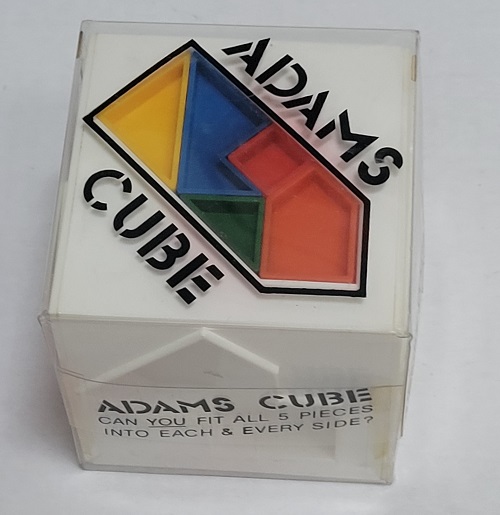 ADAMS
CUBE
ADAMS CUBE
CAN YOU FIT ALL 5 PIECES
INTO EACH & EVERY SIDE?